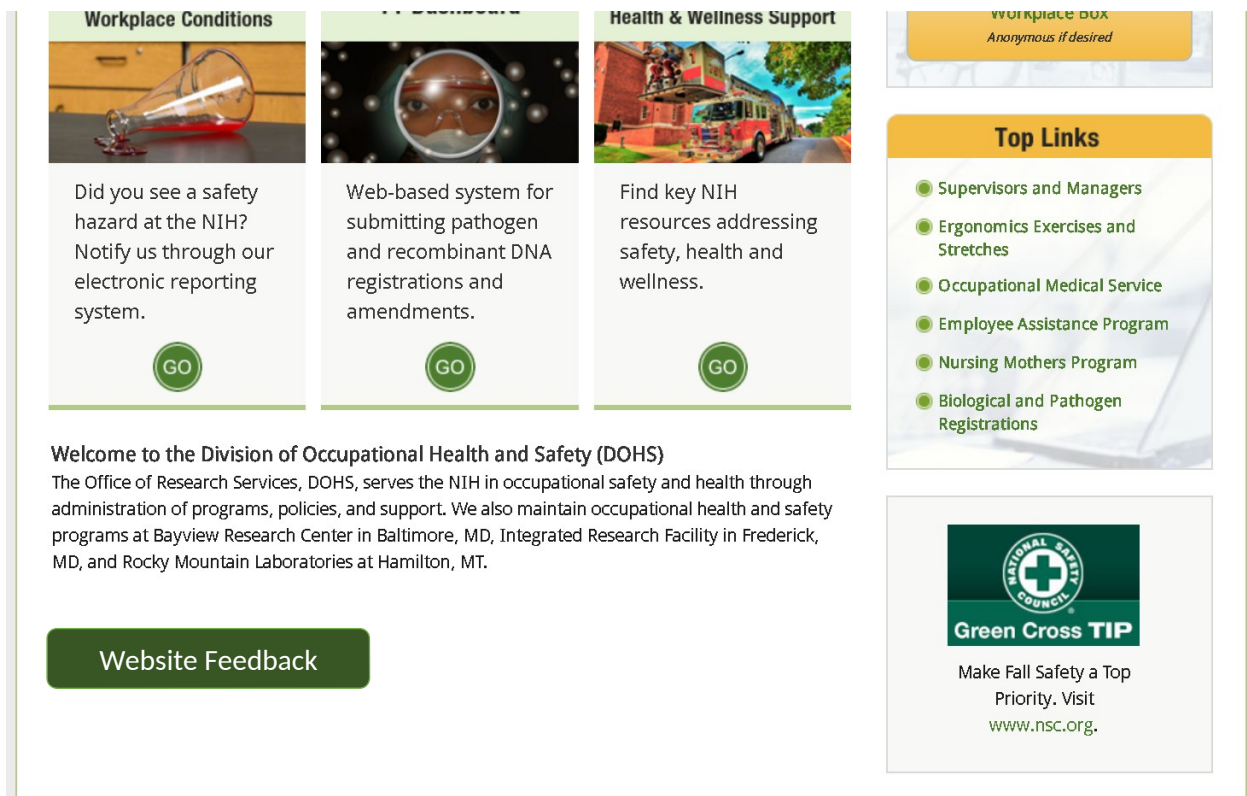 Workplace Conditions
Did you see a safety
hazard at the NIH?
Notify us through our
electronic reporting
system.
GO
Dashboard
Web-based system for
submitting pathogen
and recombinant DNA
registrations and
amendments.
GO
Health & Wellness Support
Find key NIH
resources addressing
safety, health and
wellness.
GO
Welcome to the Division of Occupational Health and Safety (DOHS)
The Office of Research Services, DOHS, serves the NIH in occupational safety and health through
administration of programs, policies, and support. We also maintain occupational health and safety
programs at Bayview Research Center in Baltimore, MD, Integrated Research Facility in Frederick,
MD, and Rocky Mountain Laboratories at Hamilton, MT.
Website Feedback
Workplace Box
Anonymous if desired
Top Links
Supervisors and Managers
Ergonomics Exercises and
Stretches
Occupational Medical Service
Employee Assistance Program
Nursing Mothers Program
Biological and Pathogen
Registrations
NATIONAL SAFETY
COUNCIL
®
Green Cross TIP
Make Fall Safety a Top
Priority. Visit
www.nsc.org.